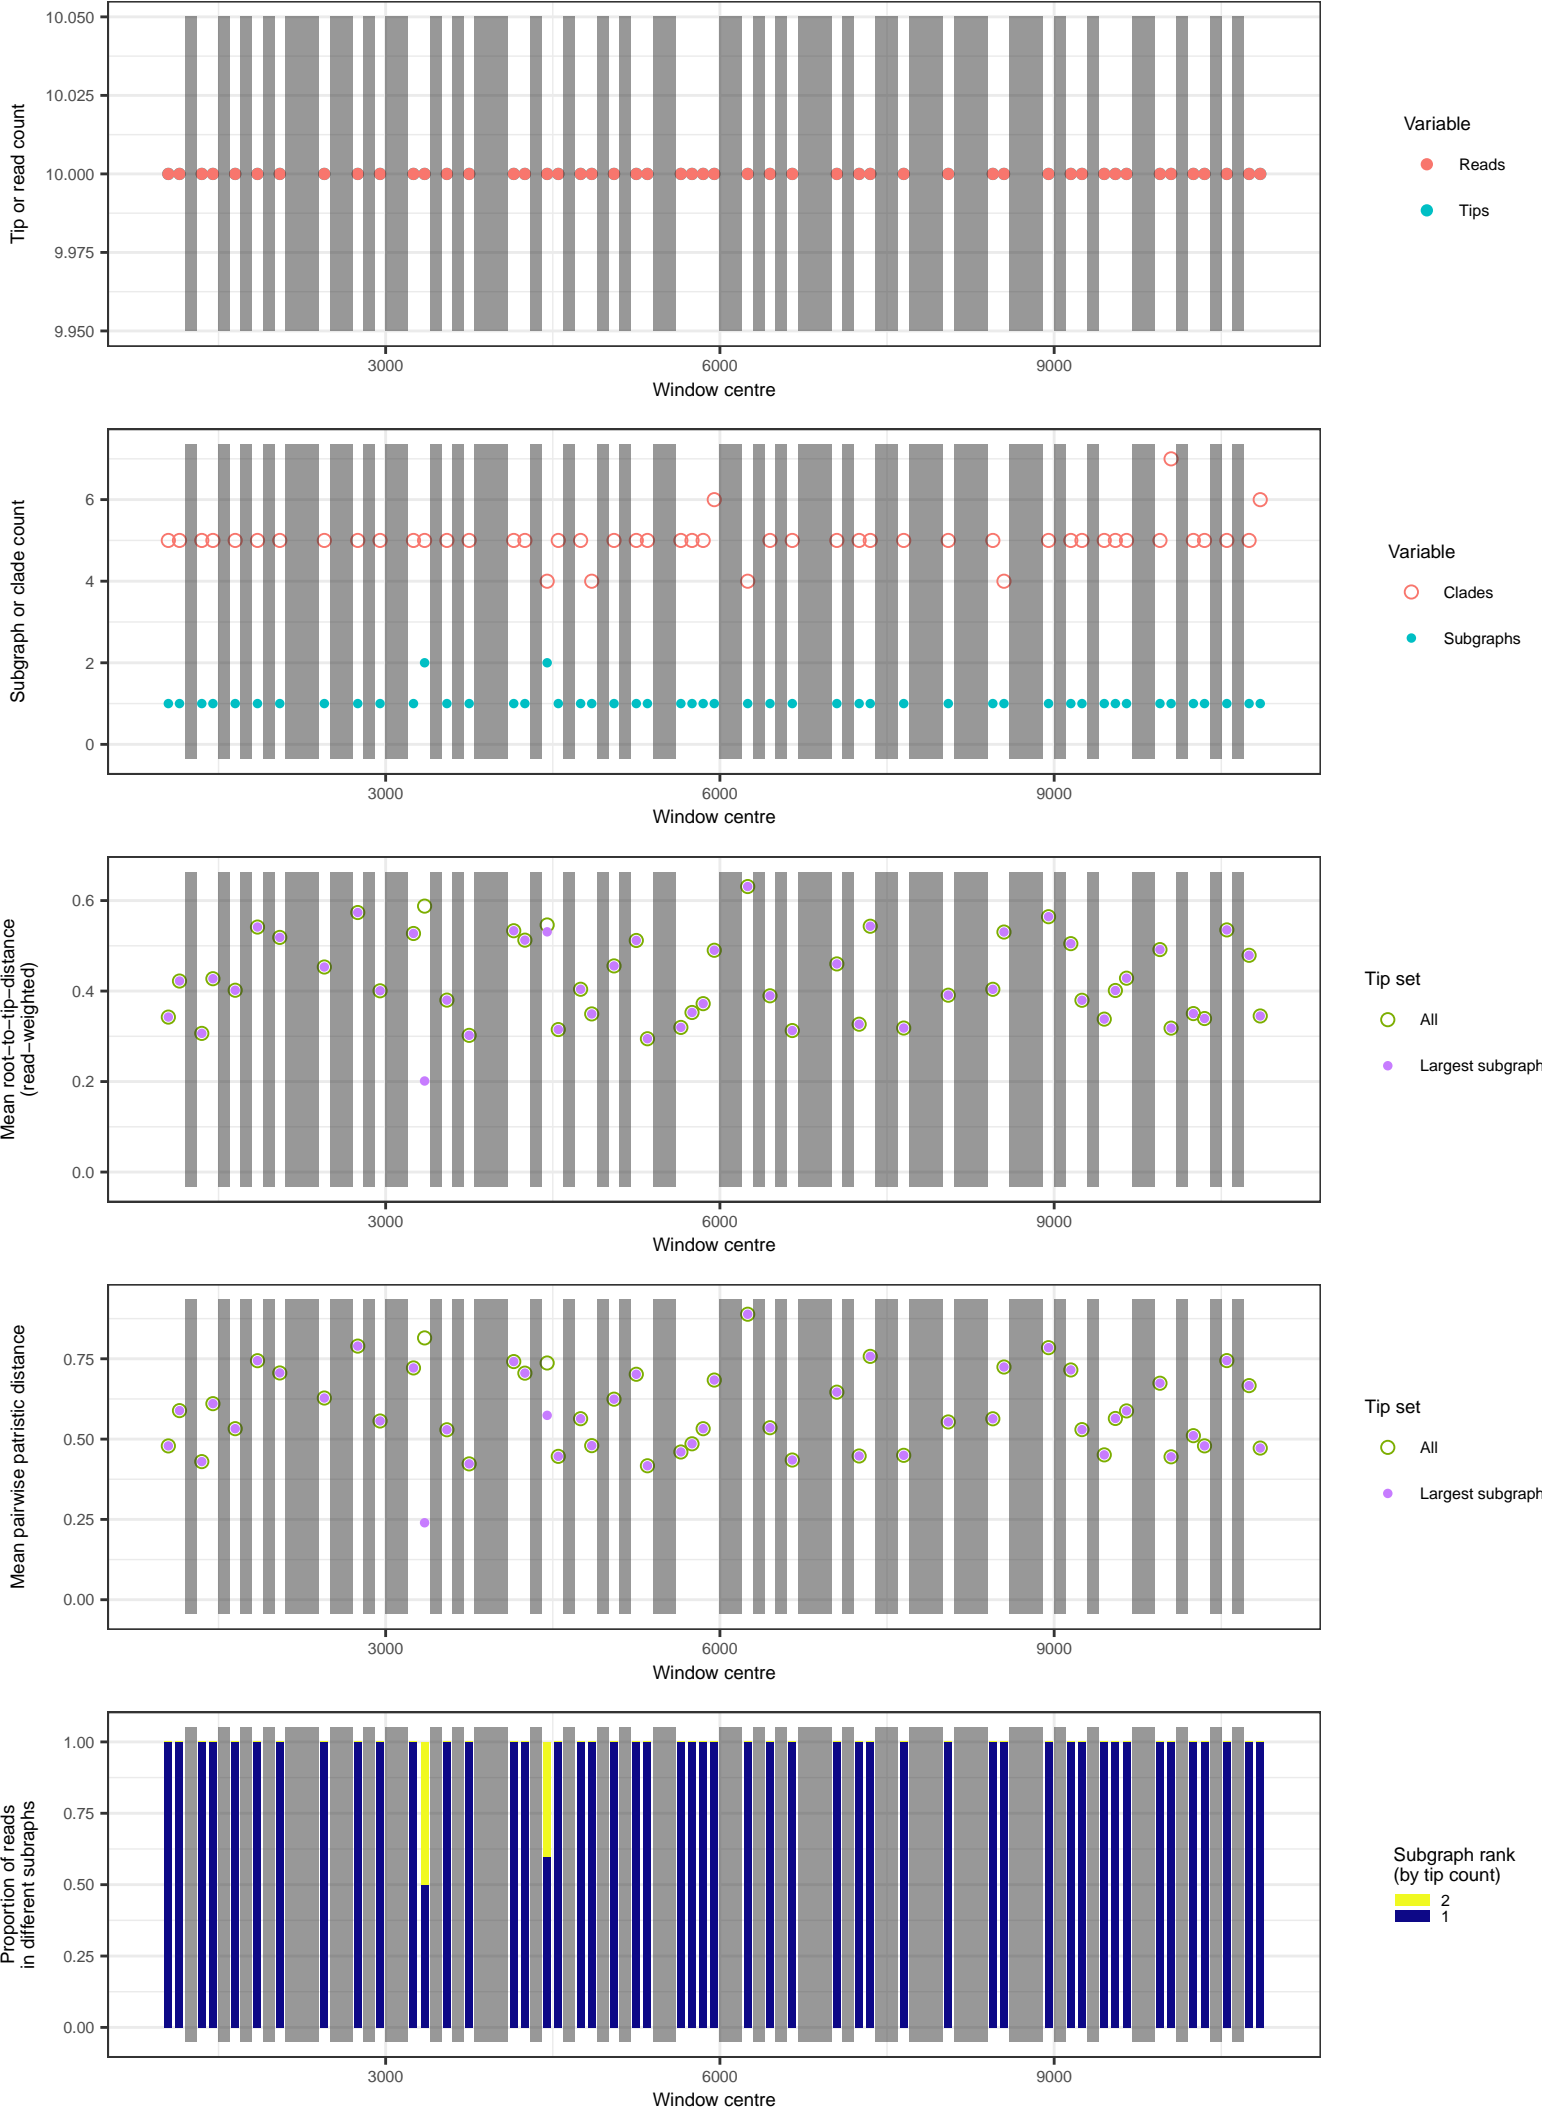 10.050
10.025
10.000
9.975
9.950
Tip or read count
3000
6000
9000
Window centre
Variable
Reads
Tips
6
4
2
0
Subgraph or clade count
3000
6000
9000
Window centre
Variable
Clades
Subgraphs
0.6
0.4
0.2
0.0
Mean root−to−tip−distance
(read−weighted)
3000
6000
9000
Window centre
Tip set
All
Largest subgraph
0.75
0.50
0.25
0.00
Mean pairwise patristic distance
3000
6000
9000
Window centre
Tip set
All
Largest subgraph
1.00
0.75
0.50
0.25
0.00
Proportion of reads
in different subraphs
3000
6000
9000
Window centre
Subgraph rank
(by tip count)
2
1